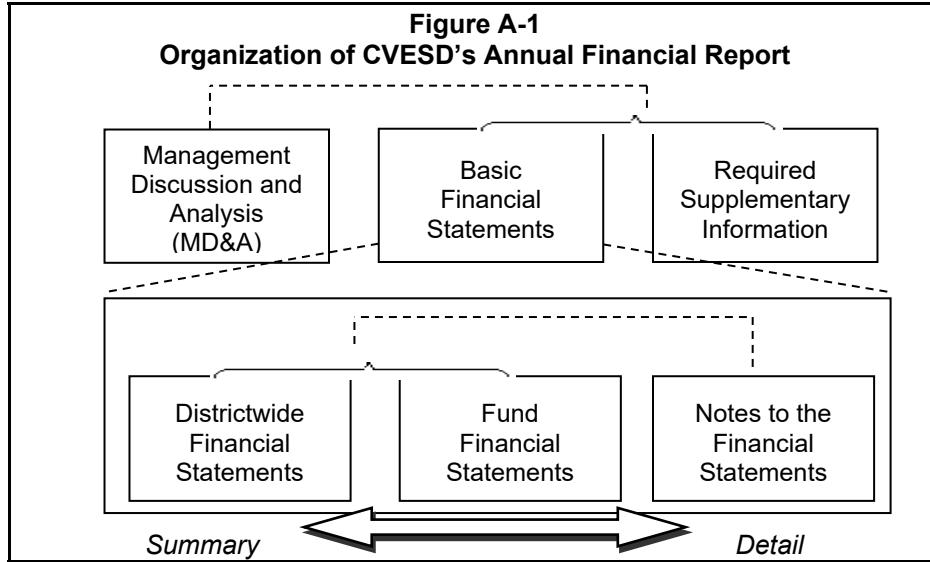 Figure A-1
Organization of CVESD's Annual Financial Report
Management
Discussion and
Analysis
(MD&A)
Basic
Financial
Statements
Required
Supplementary
Information
Districtwide
Financial
Statements
Fund
Financial
Statements
Notes to the
Financial
Statements
Summary
Detail